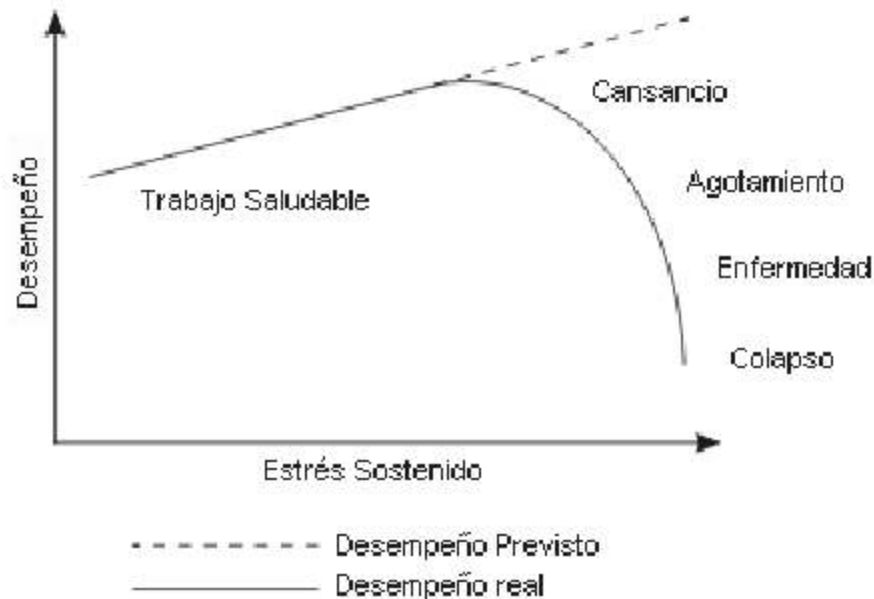 Cansancio
Agotamiento
Trabajo Saludable
Desempeño
Enfermedad
Colapso
Estrés Sostenido
Desempeño Previsto
Desempeño real